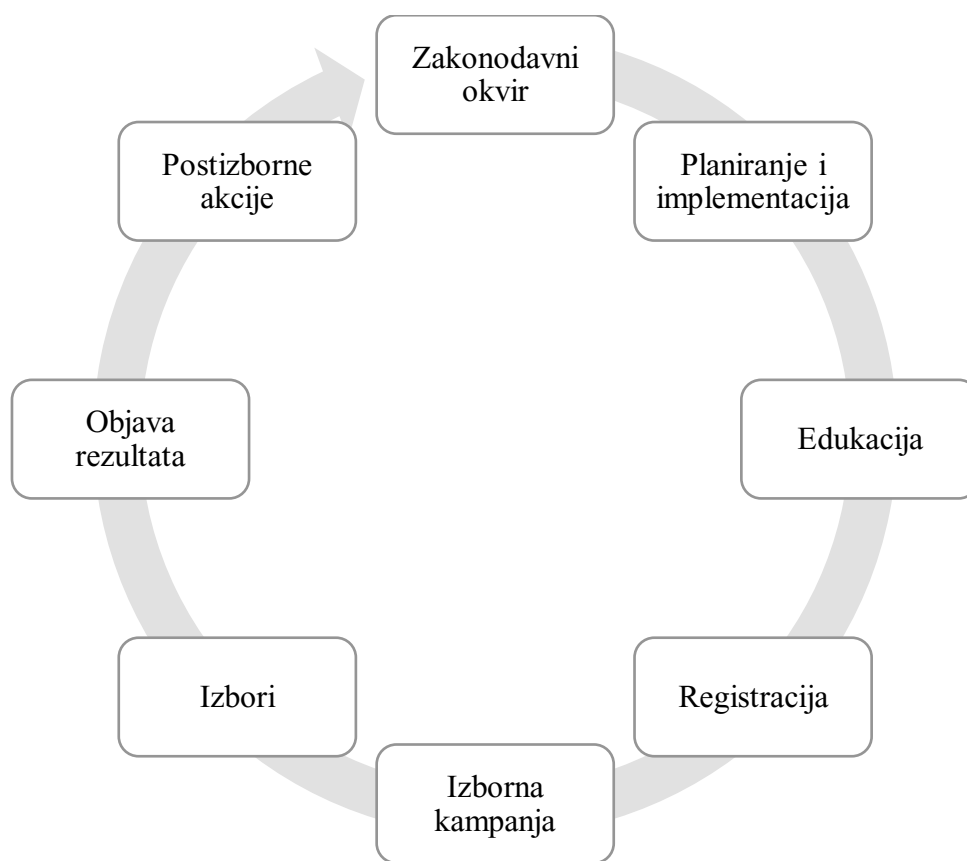 Zakonodavni
okvir
Planiranje i
implementacija
Edukacija
Registracija
Izborna
kampanja
Izbori
Objava
rezultata
Postizborne
akcije